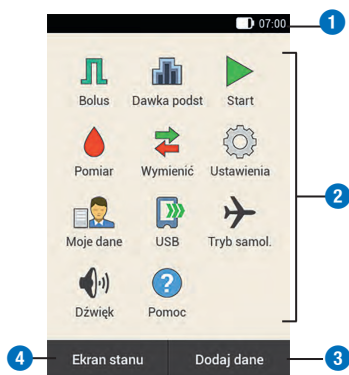 07:00 1
Bolus Dawka podst Start
Pomiar Wymienić Ustawienia
2
Moje dane USB Tryb samol.
Dźwięk ? Pomoc
4 Ekran stanu Dodaj dane 3